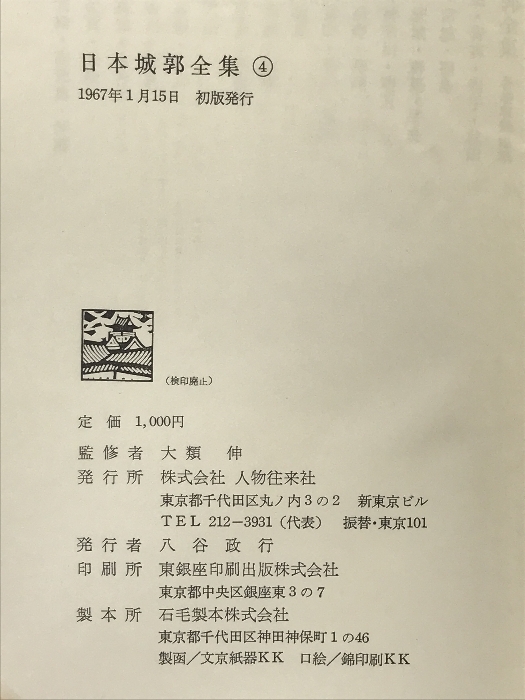 日本城郭全集 ④
1967年1月15日 初版発行
（検印廃止）
定価 1,000円
監修者 大類 伸
発行所 株式会社 人物往来社
東京都千代田区丸ノ内3の2 新東京ビル
TEL 212－3931（代表） 振替・東京101
発行者 八谷政行
印刷所 東銀座印刷出版株式会社
東京都中央区銀座東3の7
製本所 石毛製本株式会社
東京都千代田区神田神保町1の46
製函／文京紙器KK 口絵／錦印刷KK